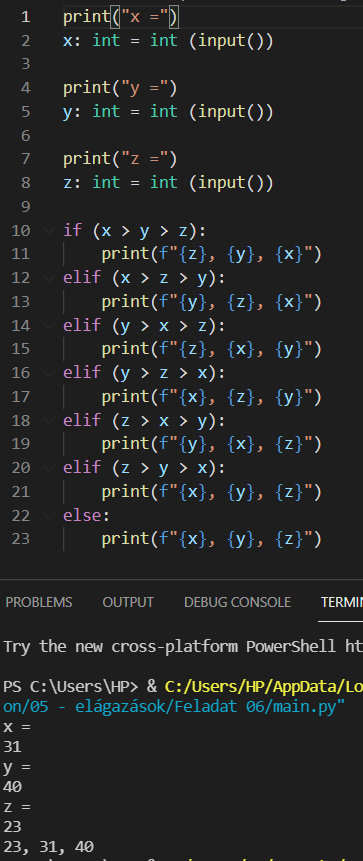 1 print("x =")
2 x: int = int (input())
3
4 print("y =")
5 y: int = int (input())
6
7 print("z =")
8 z: int = int (input())
9
10 if (x > y > z):
11     print(f"{z}, {y}, {x}")
12 elif (x > z > y):
13     print(f"{y}, {z}, {x}")
14 elif (y > x > z):
15     print(f"{z}, {x}, {y}")
16 elif (y > z > x):
17     print(f"{x}, {z}, {y}")
18 elif (z > x > y):
19     print(f"{y}, {x}, {z}")
20 elif (z > y > x):
21     print(f"{x}, {y}, {z}")
22 else:
23     print(f"{x}, {y}, {z}")
PROBLEMS OUTPUT DEBUG CONSOLE TERMIN
Try the new cross-platform PowerShell ht
PS C:\Users\HP> & C:/Users/HP/AppData/Lo
on/05 - elágazások/Feladat 06/main.py"
x =
31
y =
40
z =
23
23, 31, 40